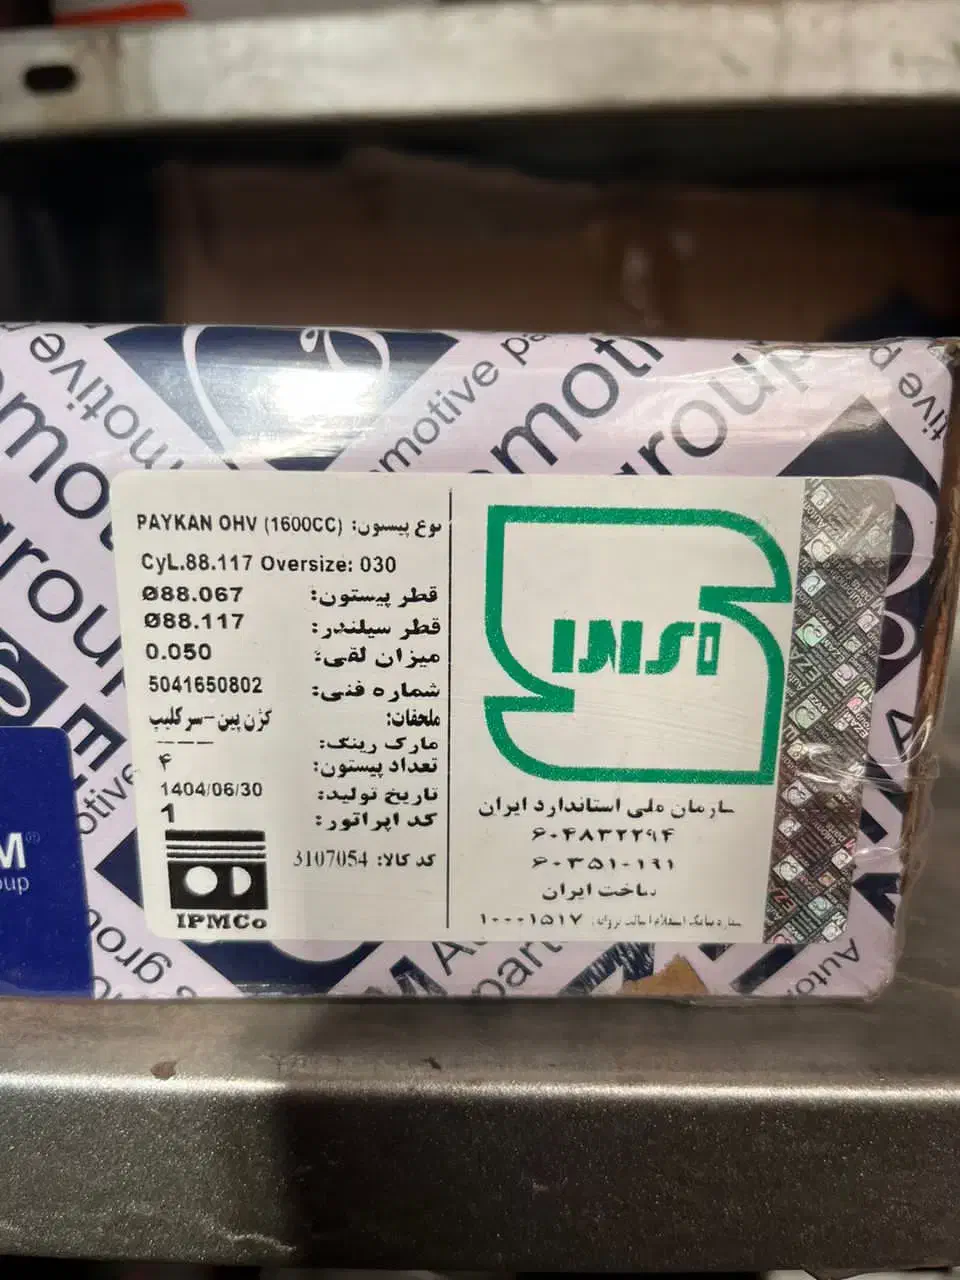 نوع پیستون: PAYKAN OHV (1600CC)
CyL.88.117 Oversize: 030
قطر پیستون: Ø88.067
قطر سیلندر: Ø88.117
میزان لقی: 0.050
شماره فنی: 5041650802
ملحقات: گژن پین-سرکلیپ
مارک رینگ: ----
تعداد پیستون: ۴
تاریخ تولید: 1404/06/30
کد اپراتور: 1
کد کالا: 3107054
IPMCo
سازمان ملی استاندارد ایران
۶۰۴۸۳۲۲۹۴
۶۰۳۵۱۰۱۹۱
ساخت ایران
۱۰۰۰۱۵۱۷
motive pa
group
Automotive
M®
oup